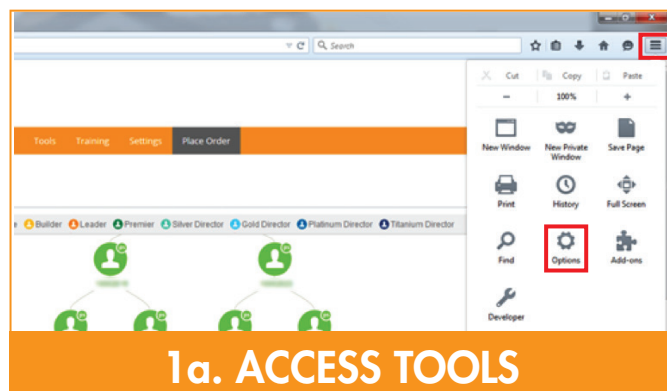 Search
Cut Copy Paste
− 100% +
Tools Training Settings Place Order
New Window New Private Window Save Page
Print History Full Screen
Builder Leader Premier Silver Director Gold Director Platinum Director Titanium Director
Find Options Add-ons
Developer
1a. ACCESS TOOLS